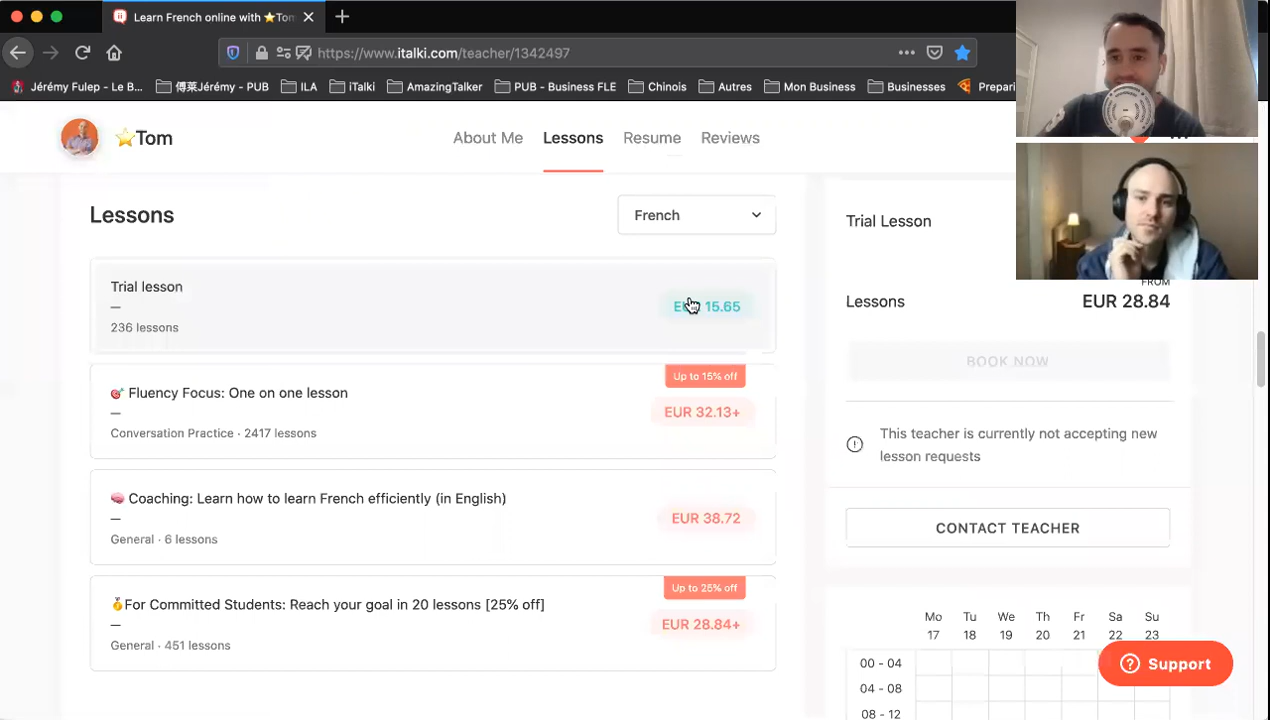 Learn French online with ⭐Tom
https://www.italki.com/teacher/1342497
Jérémy Fulep - Le B... 傅莱Jérémy - PUB ILA iTalki AmazingTalker PUB - Business FLE Chinois Autres Mon Business Businesses Prepari
⭐Tom
About Me Lessons Resume Reviews
Lessons
French
Trial lesson
—
236 lessons
EUR 15.65
Up to 15% off
🎯 Fluency Focus: One on one lesson
—
EUR 32.13+
Conversation Practice · 2417 lessons
🧠 Coaching: Learn how to learn French efficiently (in English)
—
EUR 38.72
General · 6 lessons
Up to 25% off
🥇For Committed Students: Reach your goal in 20 lessons [25% off]
—
EUR 28.84+
General · 451 lessons
Trial Lesson
FROM
Lessons EUR 28.84
BOOK NOW
This teacher is currently not accepting new
lesson requests
CONTACT TEACHER
Mo Tu We Th Fr Sa Su
17 18 19 20 21 22 23
00 - 04
04 - 08
08 - 12
Support